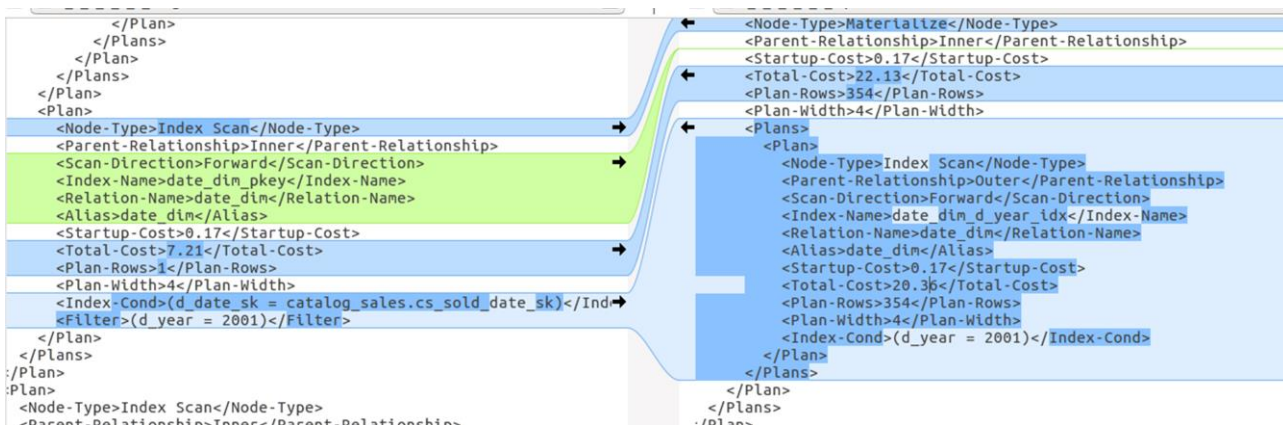 </Plan>
</Plans>
</Plan>
</Plans>
</Plan>
<Plan>
<Node-Type>Index Scan</Node-Type>
<Parent-Relationship>Inner</Parent-Relationship>
<Scan-Direction>Forward</Scan-Direction>
<Index-Name>date_dim_pkey</Index-Name>
<Relation-Name>date_dim</Relation-Name>
<Alias>date_dim</Alias>
<Startup-Cost>0.17</Startup-Cost>
<Total-Cost>7.21</Total-Cost>
<Plan-Rows>1</Plan-Rows>
<Plan-Width>4</Plan-Width>
<Index-Cond>(d_date_sk = catalog_sales.cs_sold_date_sk)</Ind
<Filter>(d_year = 2001)</Filter>
</Plan>
</Plans>
/Plan>
Plan>
<Node-Type>Index Scan</Node-Type>
<Parent-Relationship>Inner</Parent-Relationship>
<Node-Type>Materialize</Node-Type>
<Parent-Relationship>Inner</Parent-Relationship>
<Startup-Cost>0.17</Startup-Cost>
<Total-Cost>22.13</Total-Cost>
<Plan-Rows>354</Plan-Rows>
<Plan-Width>4</Plan-Width>
<Plans>
<Plan>
<Node-Type>Index Scan</Node-Type>
<Parent-Relationship>Outer</Parent-Relationship>
<Scan-Direction>Forward</Scan-Direction>
<Index-Name>date_dim_d_year_idx</Index-Name>
<Relation-Name>date_dim</Relation-Name>
<Alias>date_dim</Alias>
<Startup-Cost>0.17</Startup-Cost>
<Total-Cost>20.36</Total-Cost>
<Plan-Rows>354</Plan-Rows>
<Plan-Width>4</Plan-Width>
<Index-Cond>(d_year = 2001)</Index-Cond>
</Plan>
</Plans>
</Plan>
</Plans>
/Plan>